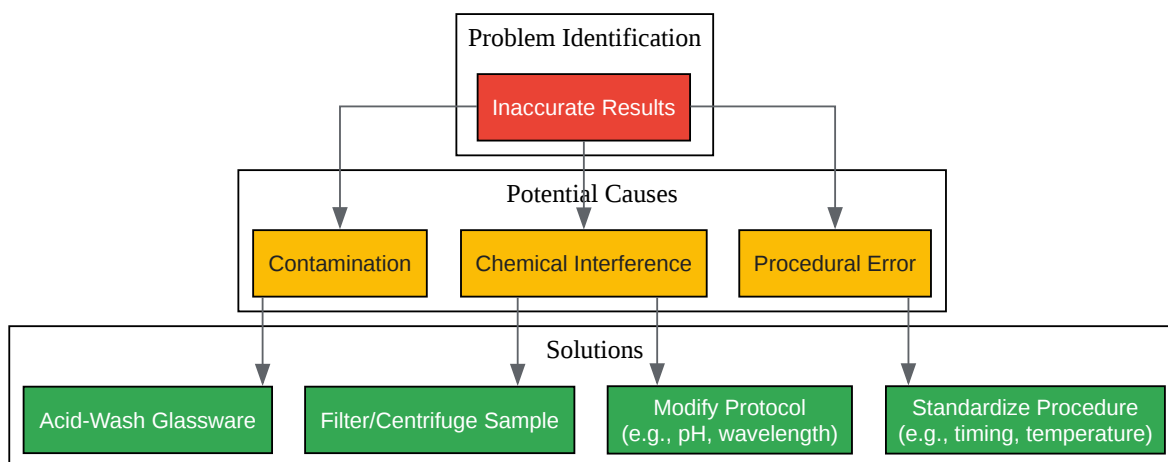 Problem Identification
Inaccurate Results
Potential Causes
Contamination
Chemical Interference
Procedural Error
Solutions
Acid-Wash Glassware
Filter/Centrifuge Sample
Modify Protocol
(e.g., pH, wavelength)
Standardize Procedure
(e.g., timing, temperature)